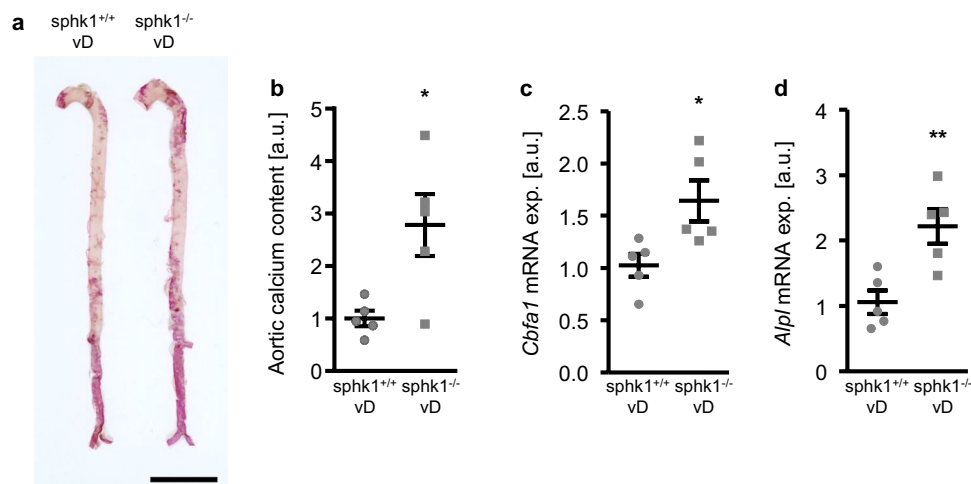 a
sphk1+/+ sphk1-/-
vD vD
b
*
Aortic calcium content [a.u.]
5
4
3
2
1
0
sphk1+/+ sphk1-/-
vD vD
c
*
Cbfa1 mRNA exp. [a.u.]
2.5
2.0
1.5
1.0
0.5
0.0
sphk1+/+ sphk1-/-
vD vD
d
**
Alpl mRNA exp. [a.u.]
4
3
2
1
0
sphk1+/+ sphk1-/-
vD vD